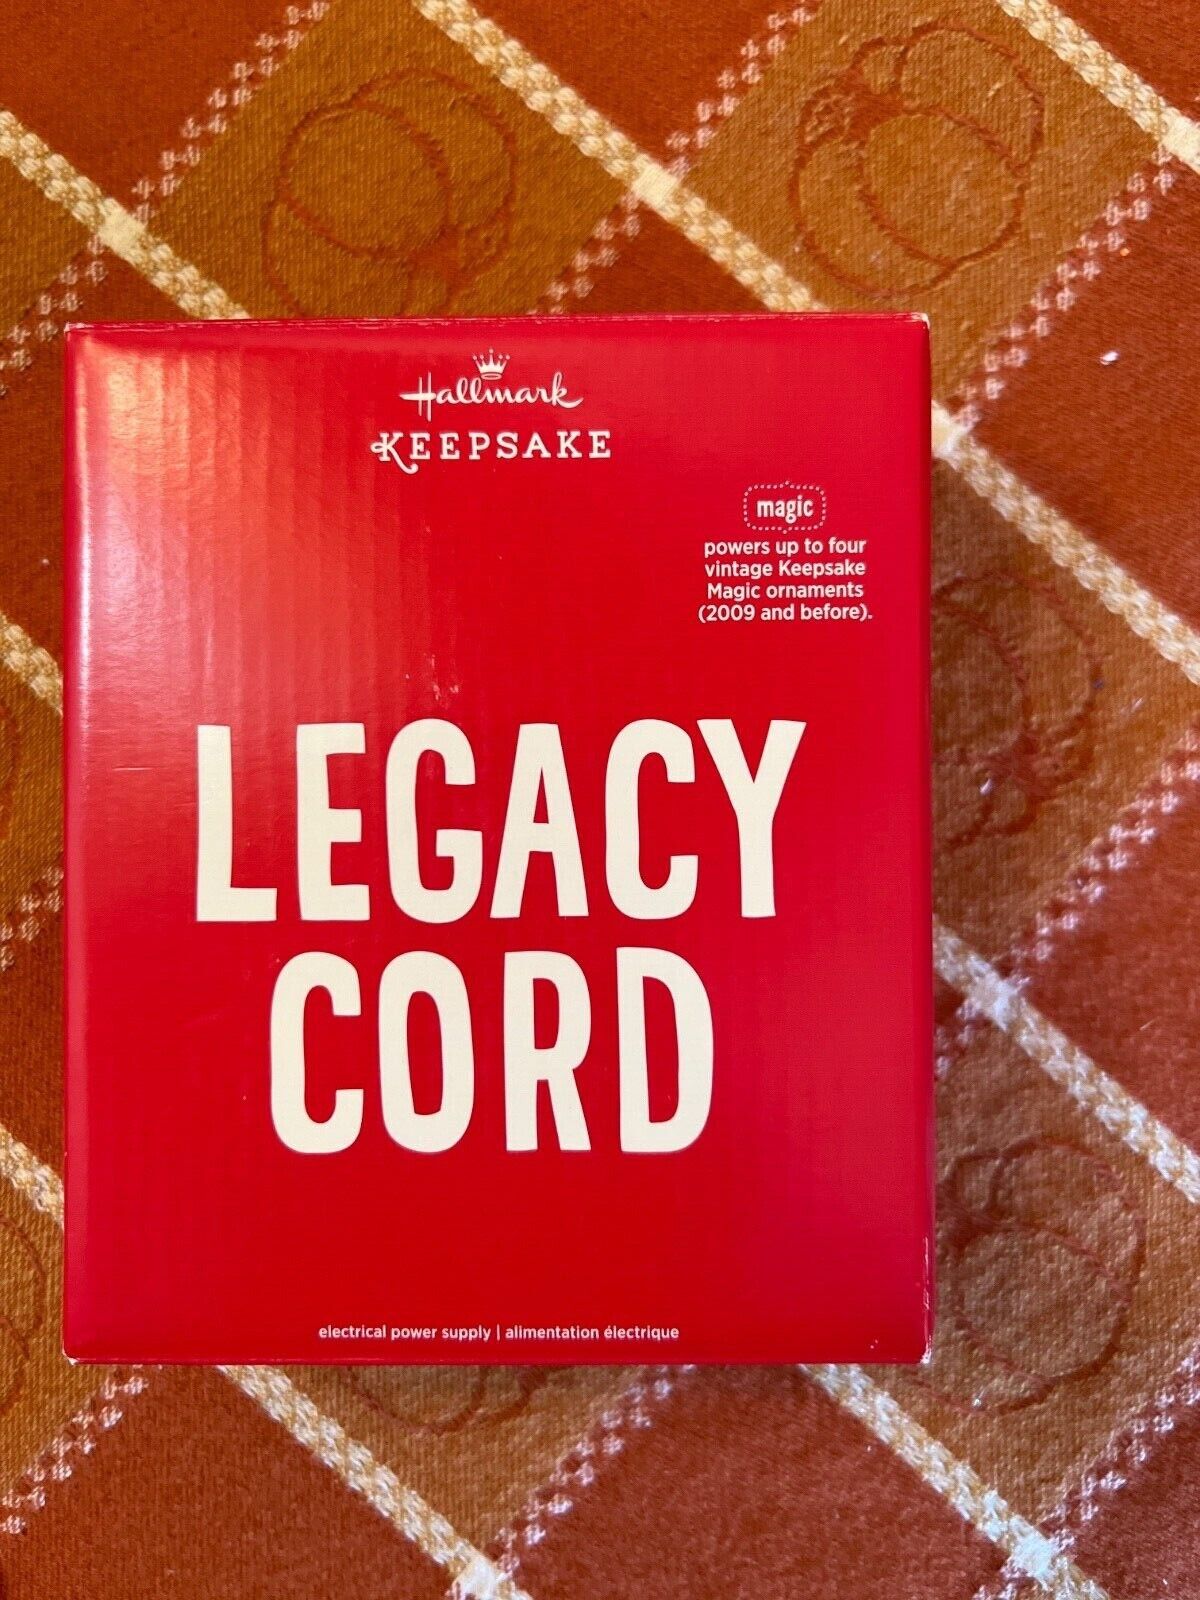 Hallmark
KEEPSAKE
magic
powers up to four
vintage Keepsake
Magic ornaments
(2009 and before).
LEGACY
CORD
electrical power supply | alimentation électrique